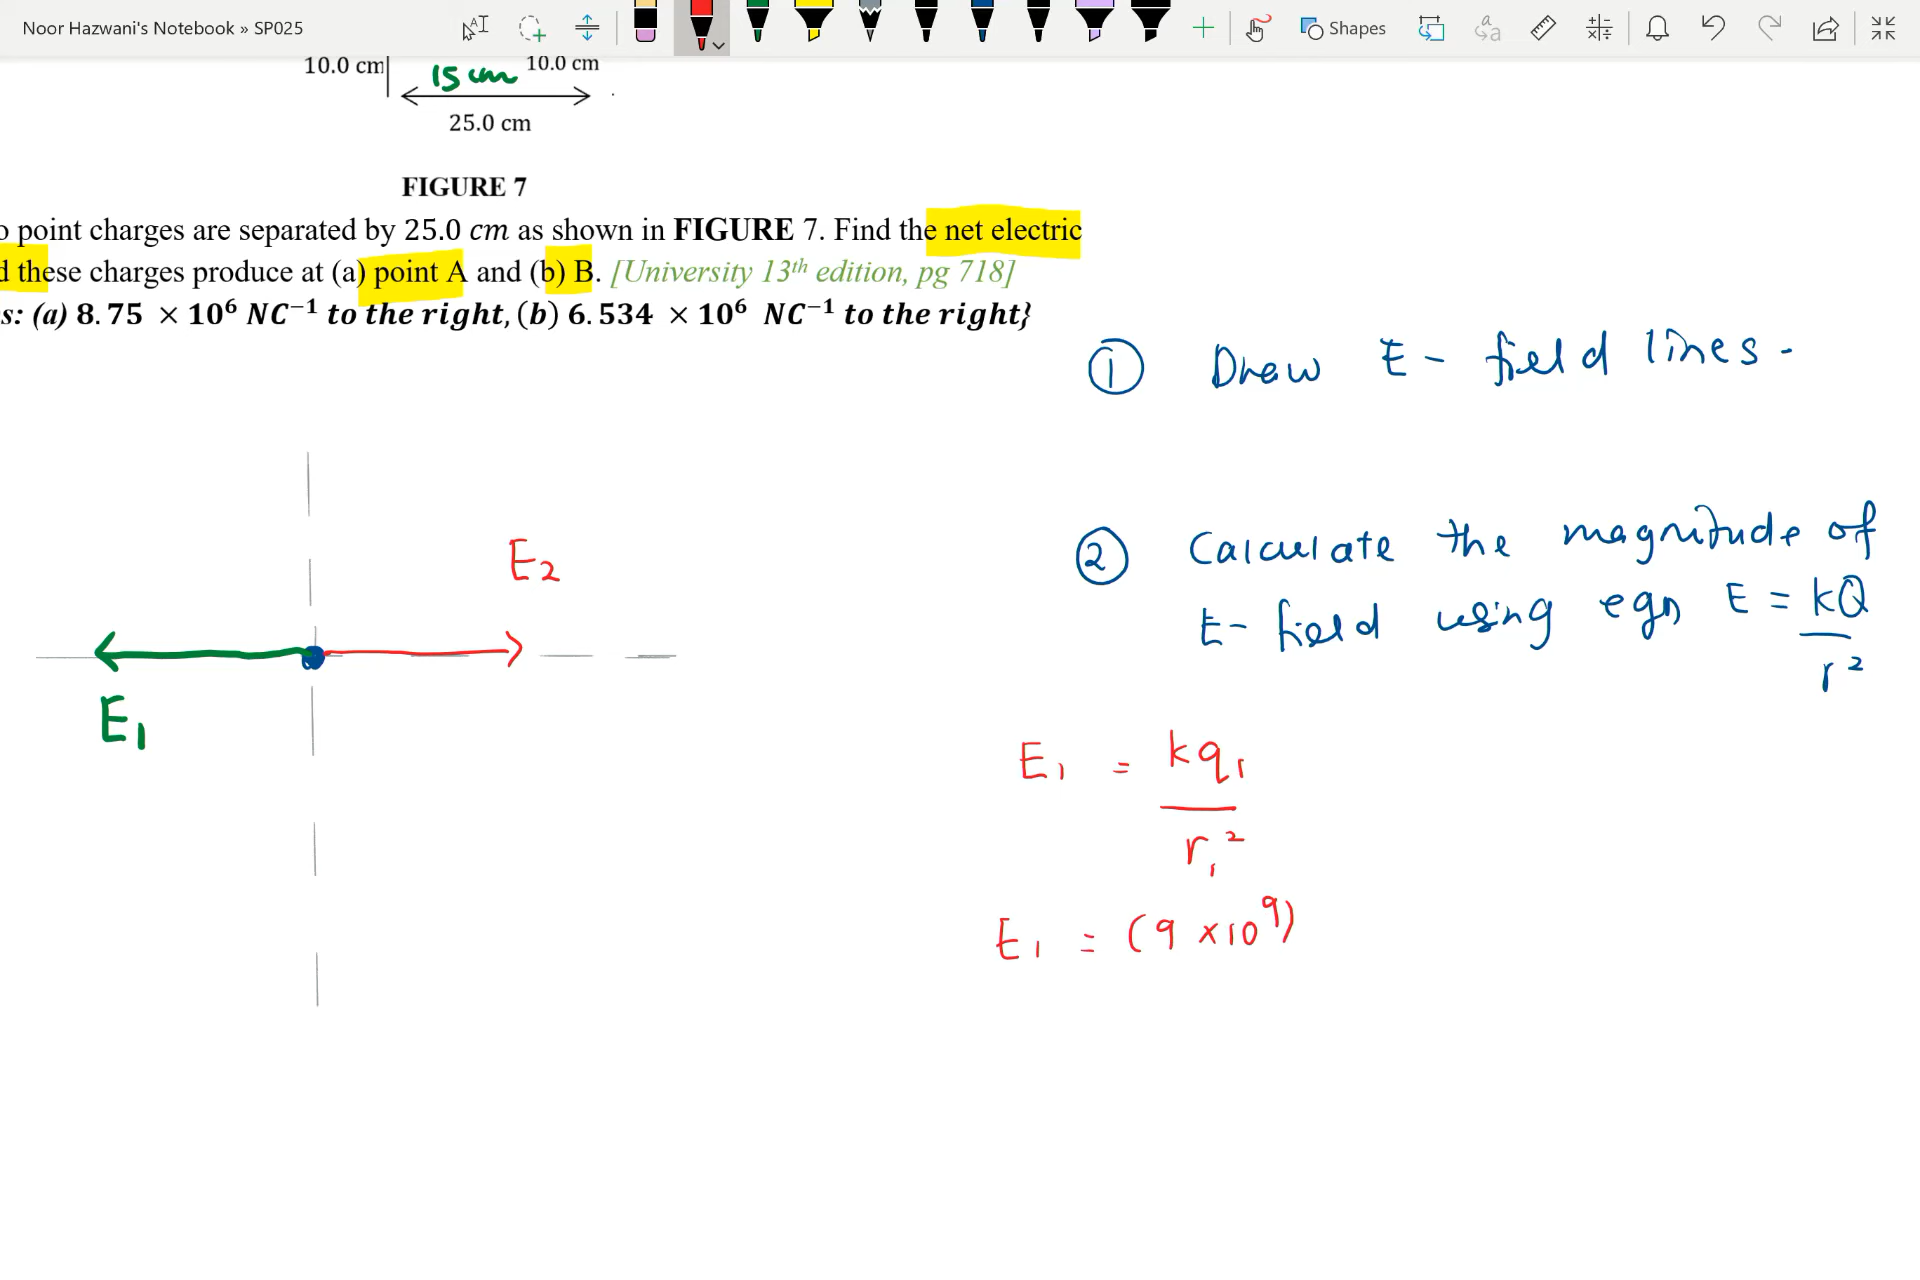 Noor Hazwani's Notebook » SP025
Shapes
10.0 cm
15 cm
10.0 cm
25.0 cm
FIGURE 7
o point charges are separated by 25.0 cm as shown in FIGURE 7. Find the net electric
d these charges produce at (a) point A and (b) B. [University 13th edition, pg 718]
s: (a) 8.75 × 10⁶ NC⁻¹ to the right, (b) 6.534 × 10⁶ NC⁻¹ to the right}
① Draw E - field lines.
② Calculate the magnitude of
E - field using eqn E = kQ
r²
E2
E1
E₁ = kq₁
r₁²
E₁ = (9 × 10⁹)